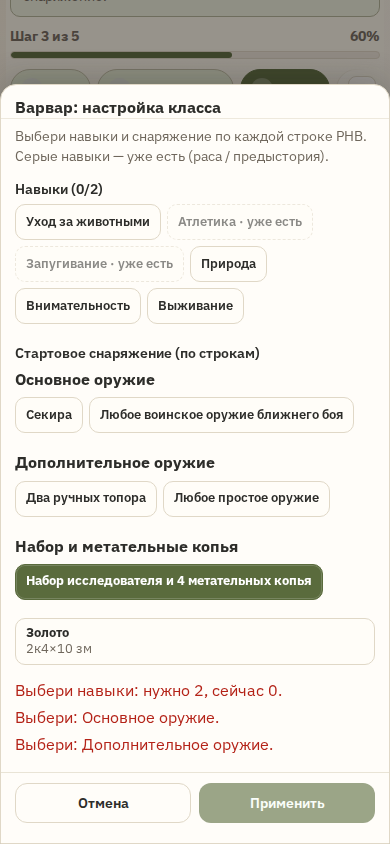 Шаг 3 из 5
60%
Варвар: настройка класса
Выбери навыки и снаряжение по каждой строке PHB.
Серые навыки — уже есть (раса / предыстория).
Навыки (0/2)
Уход за животными
Атлетика · уже есть
Запугивание · уже есть
Природа
Внимательность
Выживание
Стартовое снаряжение (по строкам)
Основное оружие
Секира
Любое воинское оружие ближнего боя
Дополнительное оружие
Два ручных топора
Любое простое оружие
Набор и метательные копья
Набор исследователя и 4 метательных копья
Золото
2к4×10 зм
Выбери навыки: нужно 2, сейчас 0.
Выбери: Основное оружие.
Выбери: Дополнительное оружие.
Отмена
Применить